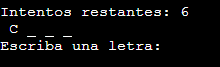 Intentos restantes: 6
C _ _ _
Escriba una letra: